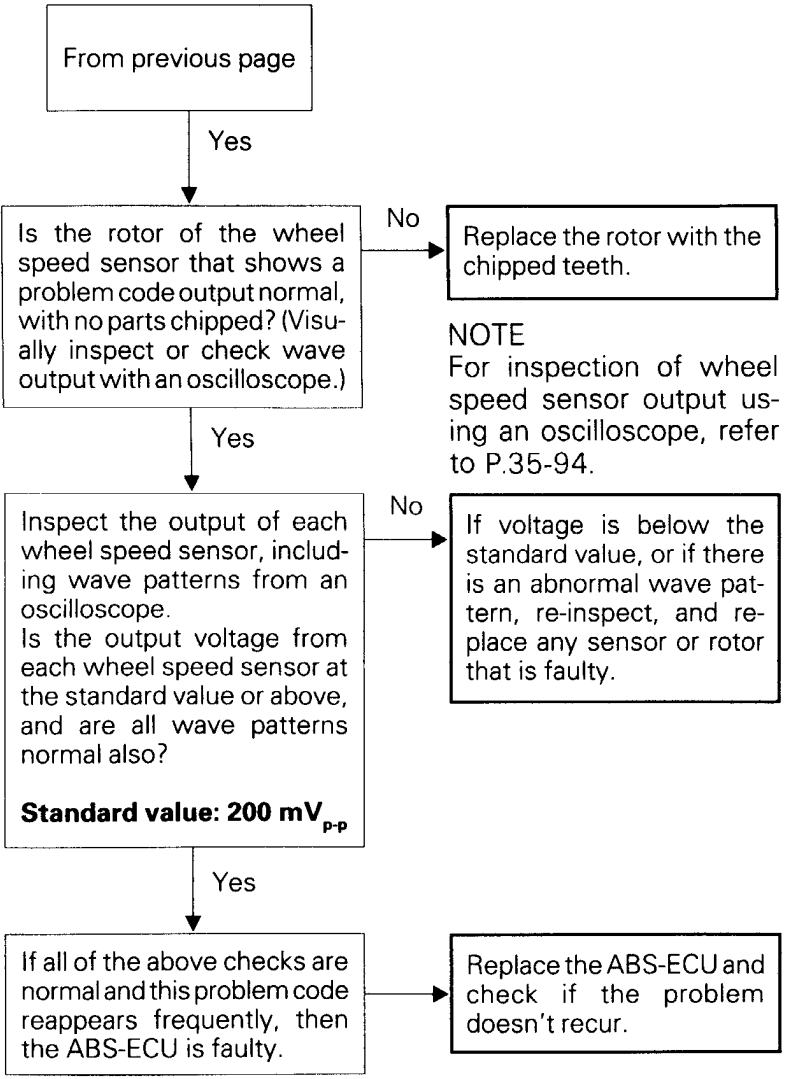 From previous page
Yes
Is the rotor of the wheel
speed sensor that shows a
problem code output normal,
with no parts chipped? (Visu-
ally inspect or check wave
output with an oscilloscope.)
No
Replace the rotor with the
chipped teeth.
NOTE
For inspection of wheel
speed sensor output us-
ing an oscilloscope, refer
to P.35-94.
Yes
Inspect the output of each
wheel speed sensor, includ-
ing wave patterns from an
oscilloscope.
Is the output voltage from
each wheel speed sensor at
the standard value or above,
and are all wave patterns
normal also?
Standard value: 200 mVp-p
No
If voltage is below the
standard value, or if there
is an abnormal wave pat-
tern, re-inspect, and re-
place any sensor or rotor
that is faulty.
Yes
If all of the above checks are
normal and this problem code
reappears frequently, then
the ABS-ECU is faulty.
Replace the ABS-ECU and
check if the problem
doesn't recur.